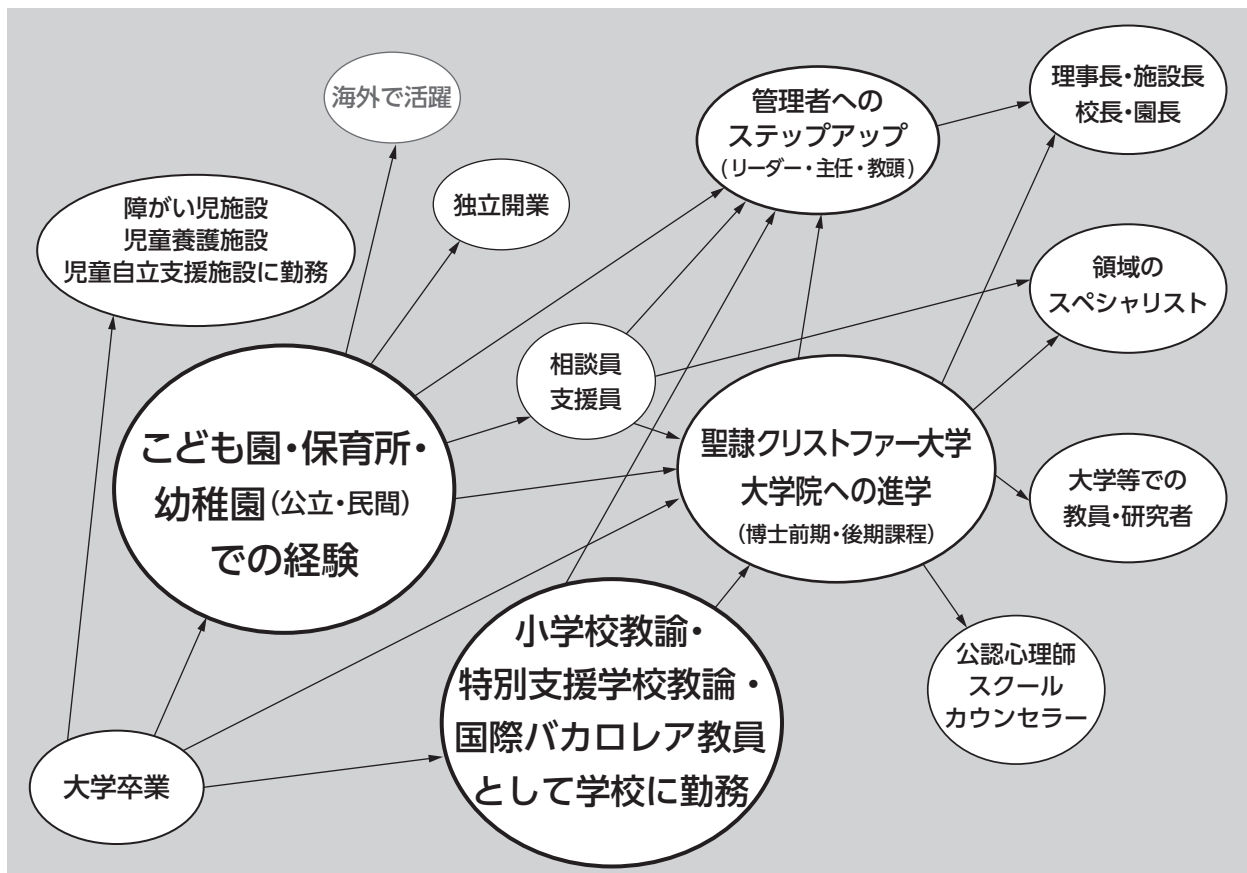 海外で活躍
管理者への
ステップアップ
(リーダー・主任・教頭)
理事長・施設長
校長・園長
障がい児施設
児童養護施設
児童自立支援施設に勤務
独立開業
領域の
スペシャリスト
相談員
支援員
こども園・保育所・
幼稚園(公立・民間)
での経験
聖隷クリストファー大学
大学院への進学
(博士前期・後期課程)
大学等での
教員・研究者
小学校教諭・
特別支援学校教論・
国際バカロレア教員
として学校に勤務
公認心理師
スクール
カウンセラー
大学卒業